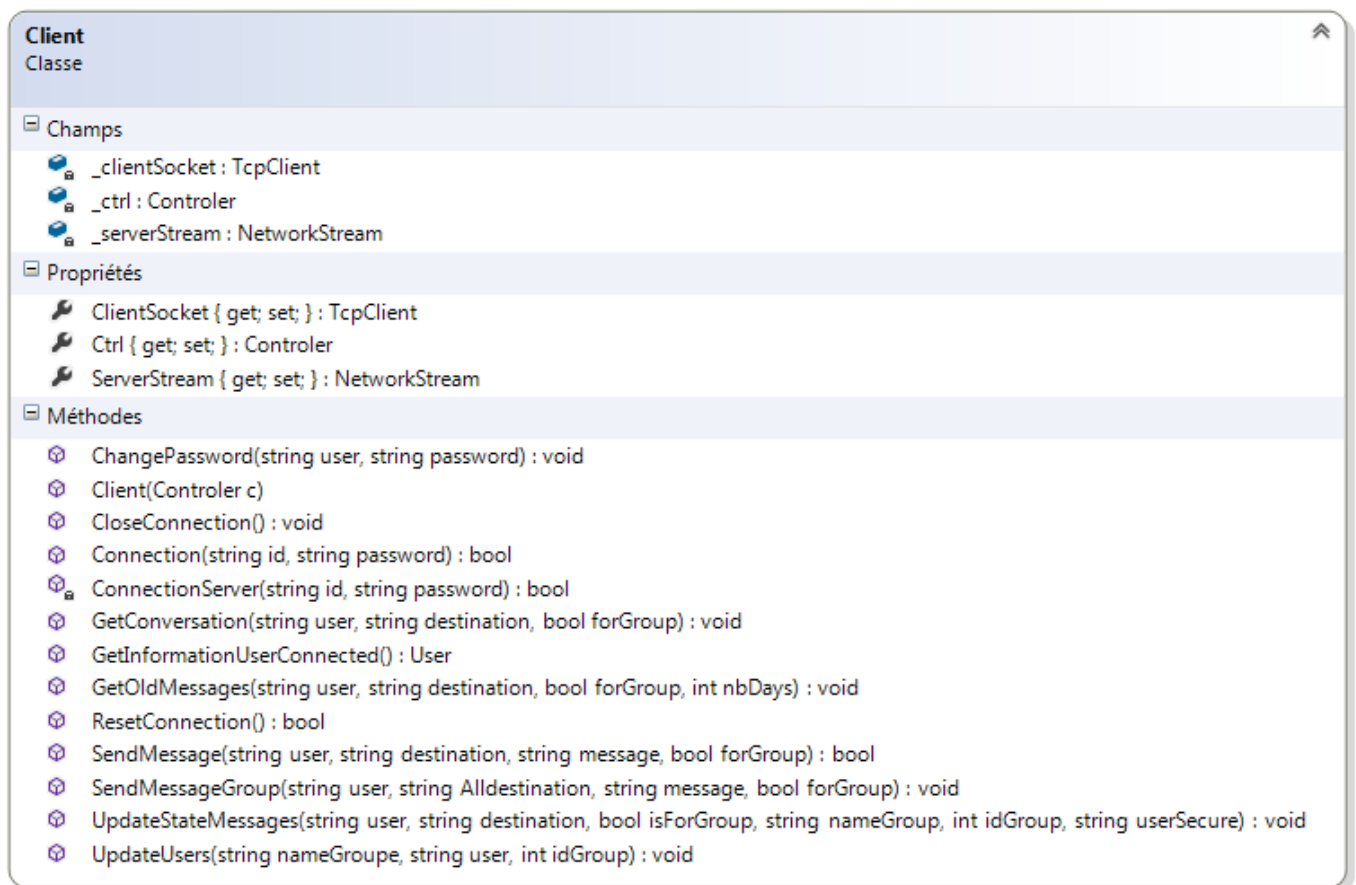 Client
Classe
Champs
_clientSocket : TcpClient
_ctrl : Controler
_serverStream : NetworkStream
Propriétés
ClientSocket { get; set; } : TcpClient
Ctrl { get; set; } : Controler
ServerStream { get; set; } : NetworkStream
Méthodes
ChangePassword(string user, string password) : void
Client(Controler c)
CloseConnection() : void
Connection(string id, string password) : bool
ConnectionServer(string id, string password) : bool
GetConversation(string user, string destination, bool forGroup) : void
GetInformationUserConnected() : User
GetOldMessages(string user, string destination, bool forGroup, int nbDays) : void
ResetConnection() : bool
SendMessage(string user, string destination, string message, bool forGroup) : bool
SendMessageGroup(string user, string Alldestination, string message, bool forGroup) : void
UpdateStateMessages(string user, string destination, bool isForGroup, string nameGroup, int idGroup, string userSecure) : void
UpdateUsers(string nameGroupe, string user, int idGroup) : void